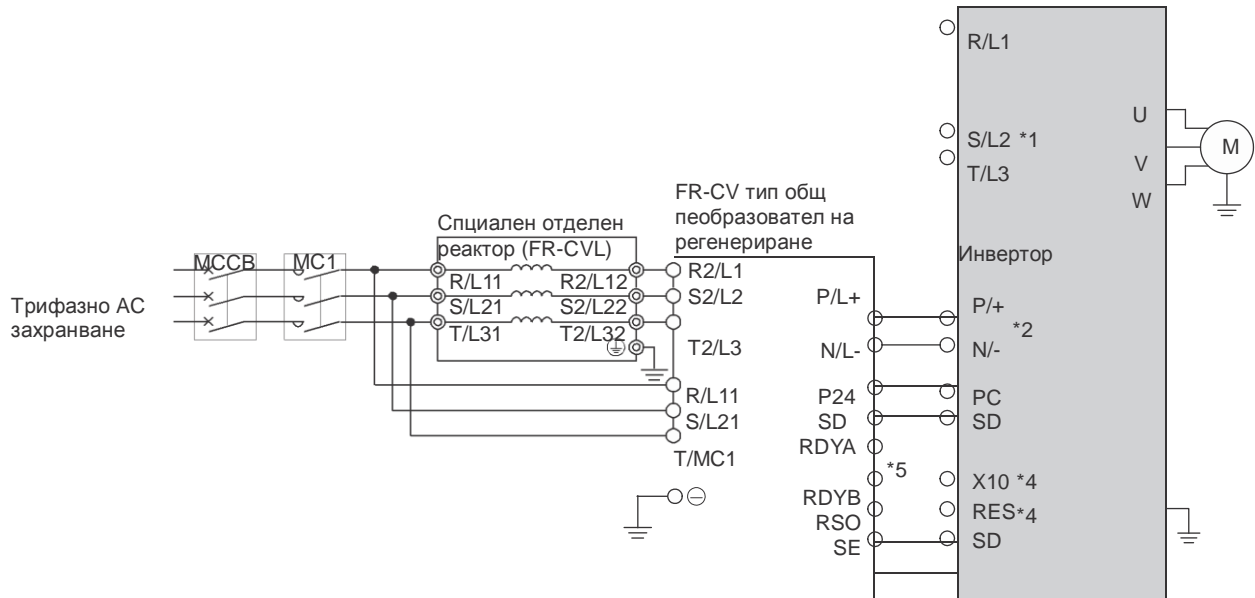 R/L1
S/L2 *1
T/L3
U
V
W
M
FR-CV тип общ
пеобразовател на
регенериране
Спциален отделен
реактор (FR-CVL)
MCCB
MC1
Инвертор
Трифазно АС
захранване
R/L11
R2/L12
S/L21
S2/L22
T/L31
T2/L32
R2/L1
S2/L2
T2/L3
R/L11
S/L21
T/MC1
P/L+
N/L-
P24
SD
RDYA
*5
RDYB
RSO
SE
P/+
*2
N/-
PC
SD
X10 *4
RES*4
SD